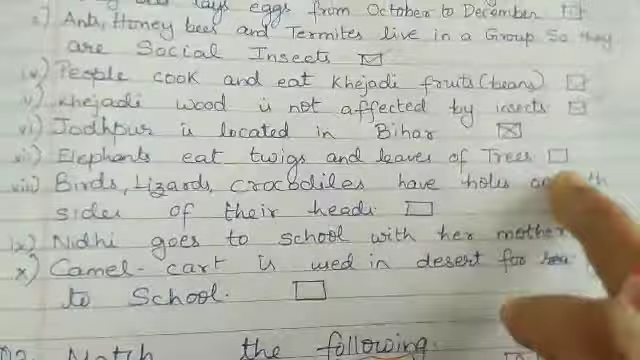 lays eggs from October to December
Ants, Honey bees and Termites live in a Group So they
are Social Insects
iv) People cook and eat Khejadi fruits (beans)
v) Khejadi wood is not affected by insects
vi) Jodhpur is located in Bihar
vii) Elephants eat twigs and leaves of Trees
viii) Birds, Lizards, Crocodiles have holes on th
sides of their heads.
ix) Nidhi goes to school with her mother
x) Camel-cart is used in desert for
to School.
Match the following.